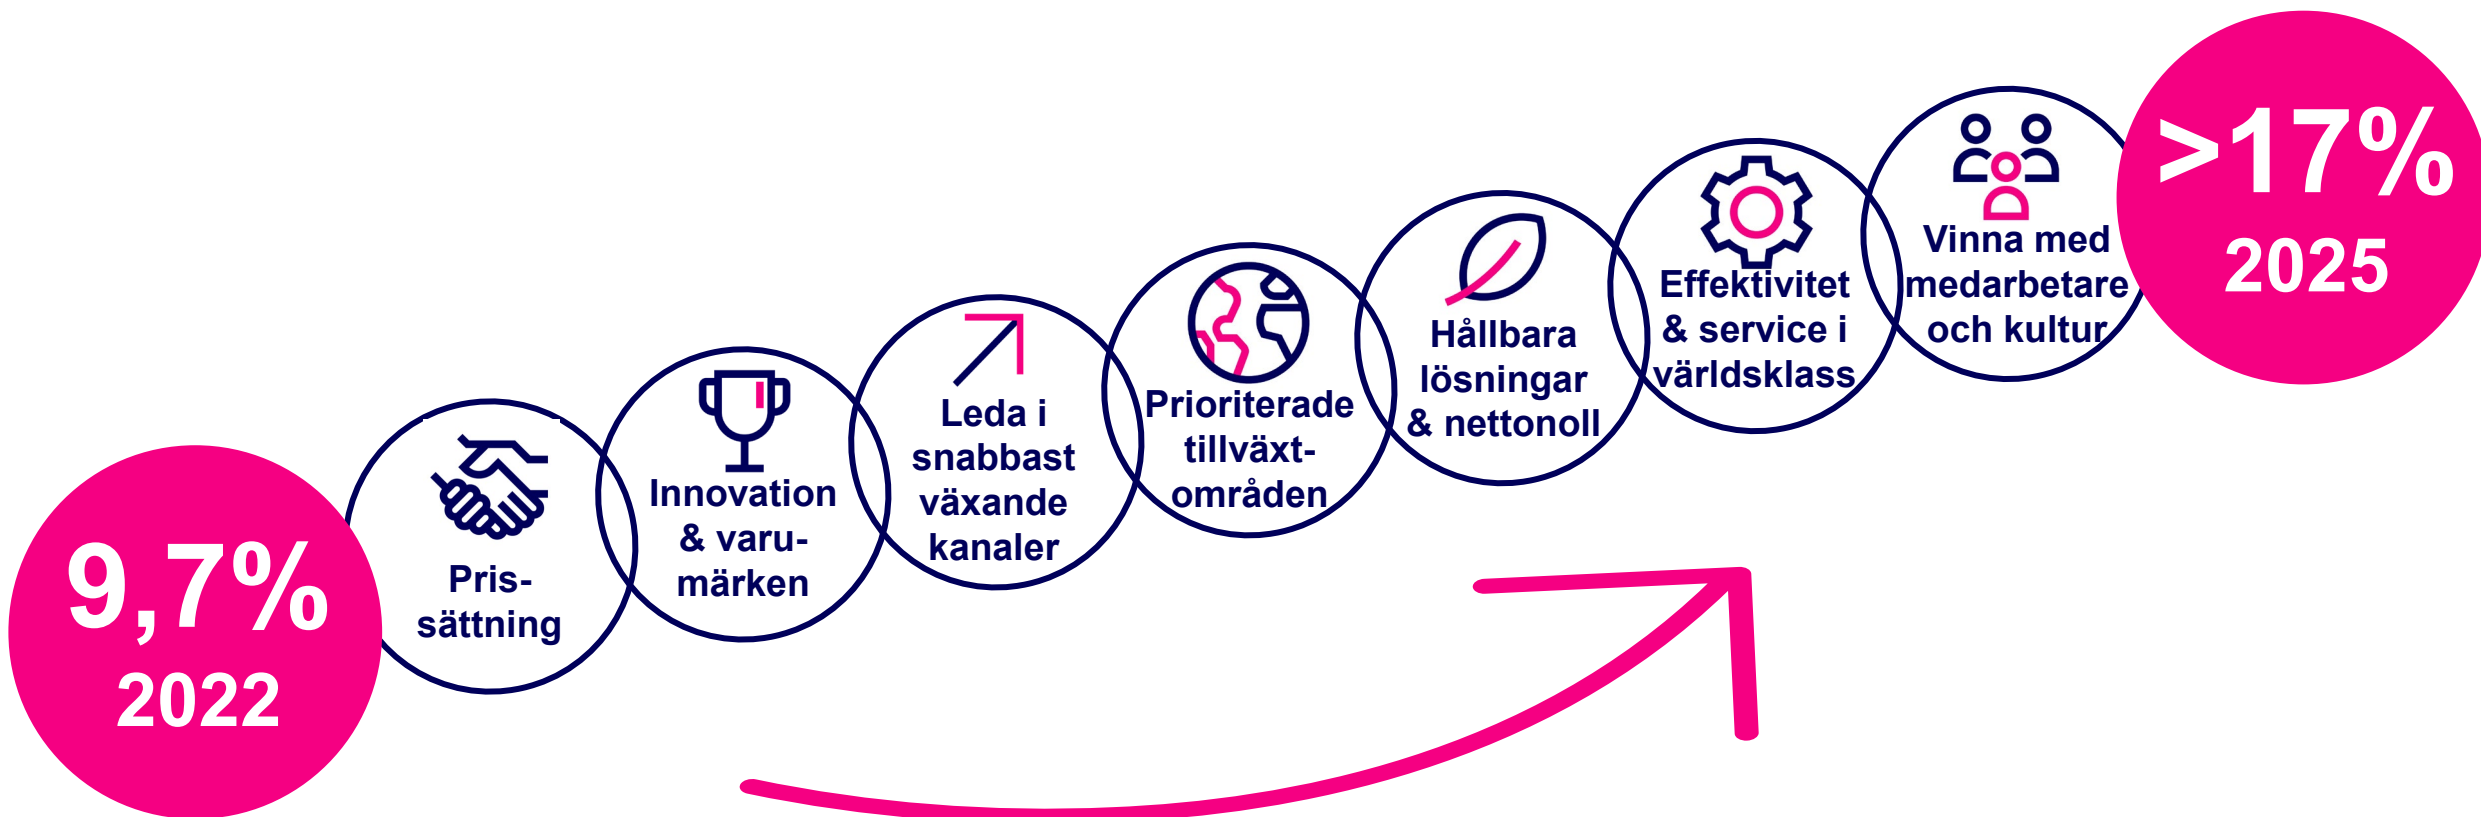 9,7%
2022
Pris-
sättning
Innovation
& varu-
märken
Leda i
snabbast
växande
kanaler
Prioriterade
tillväxt-
områden
Hållbara
lösningar
& nettonoll
Effektivitet
& service i
världsklass
Vinna med
medarbetare
och kultur
>17%
2025